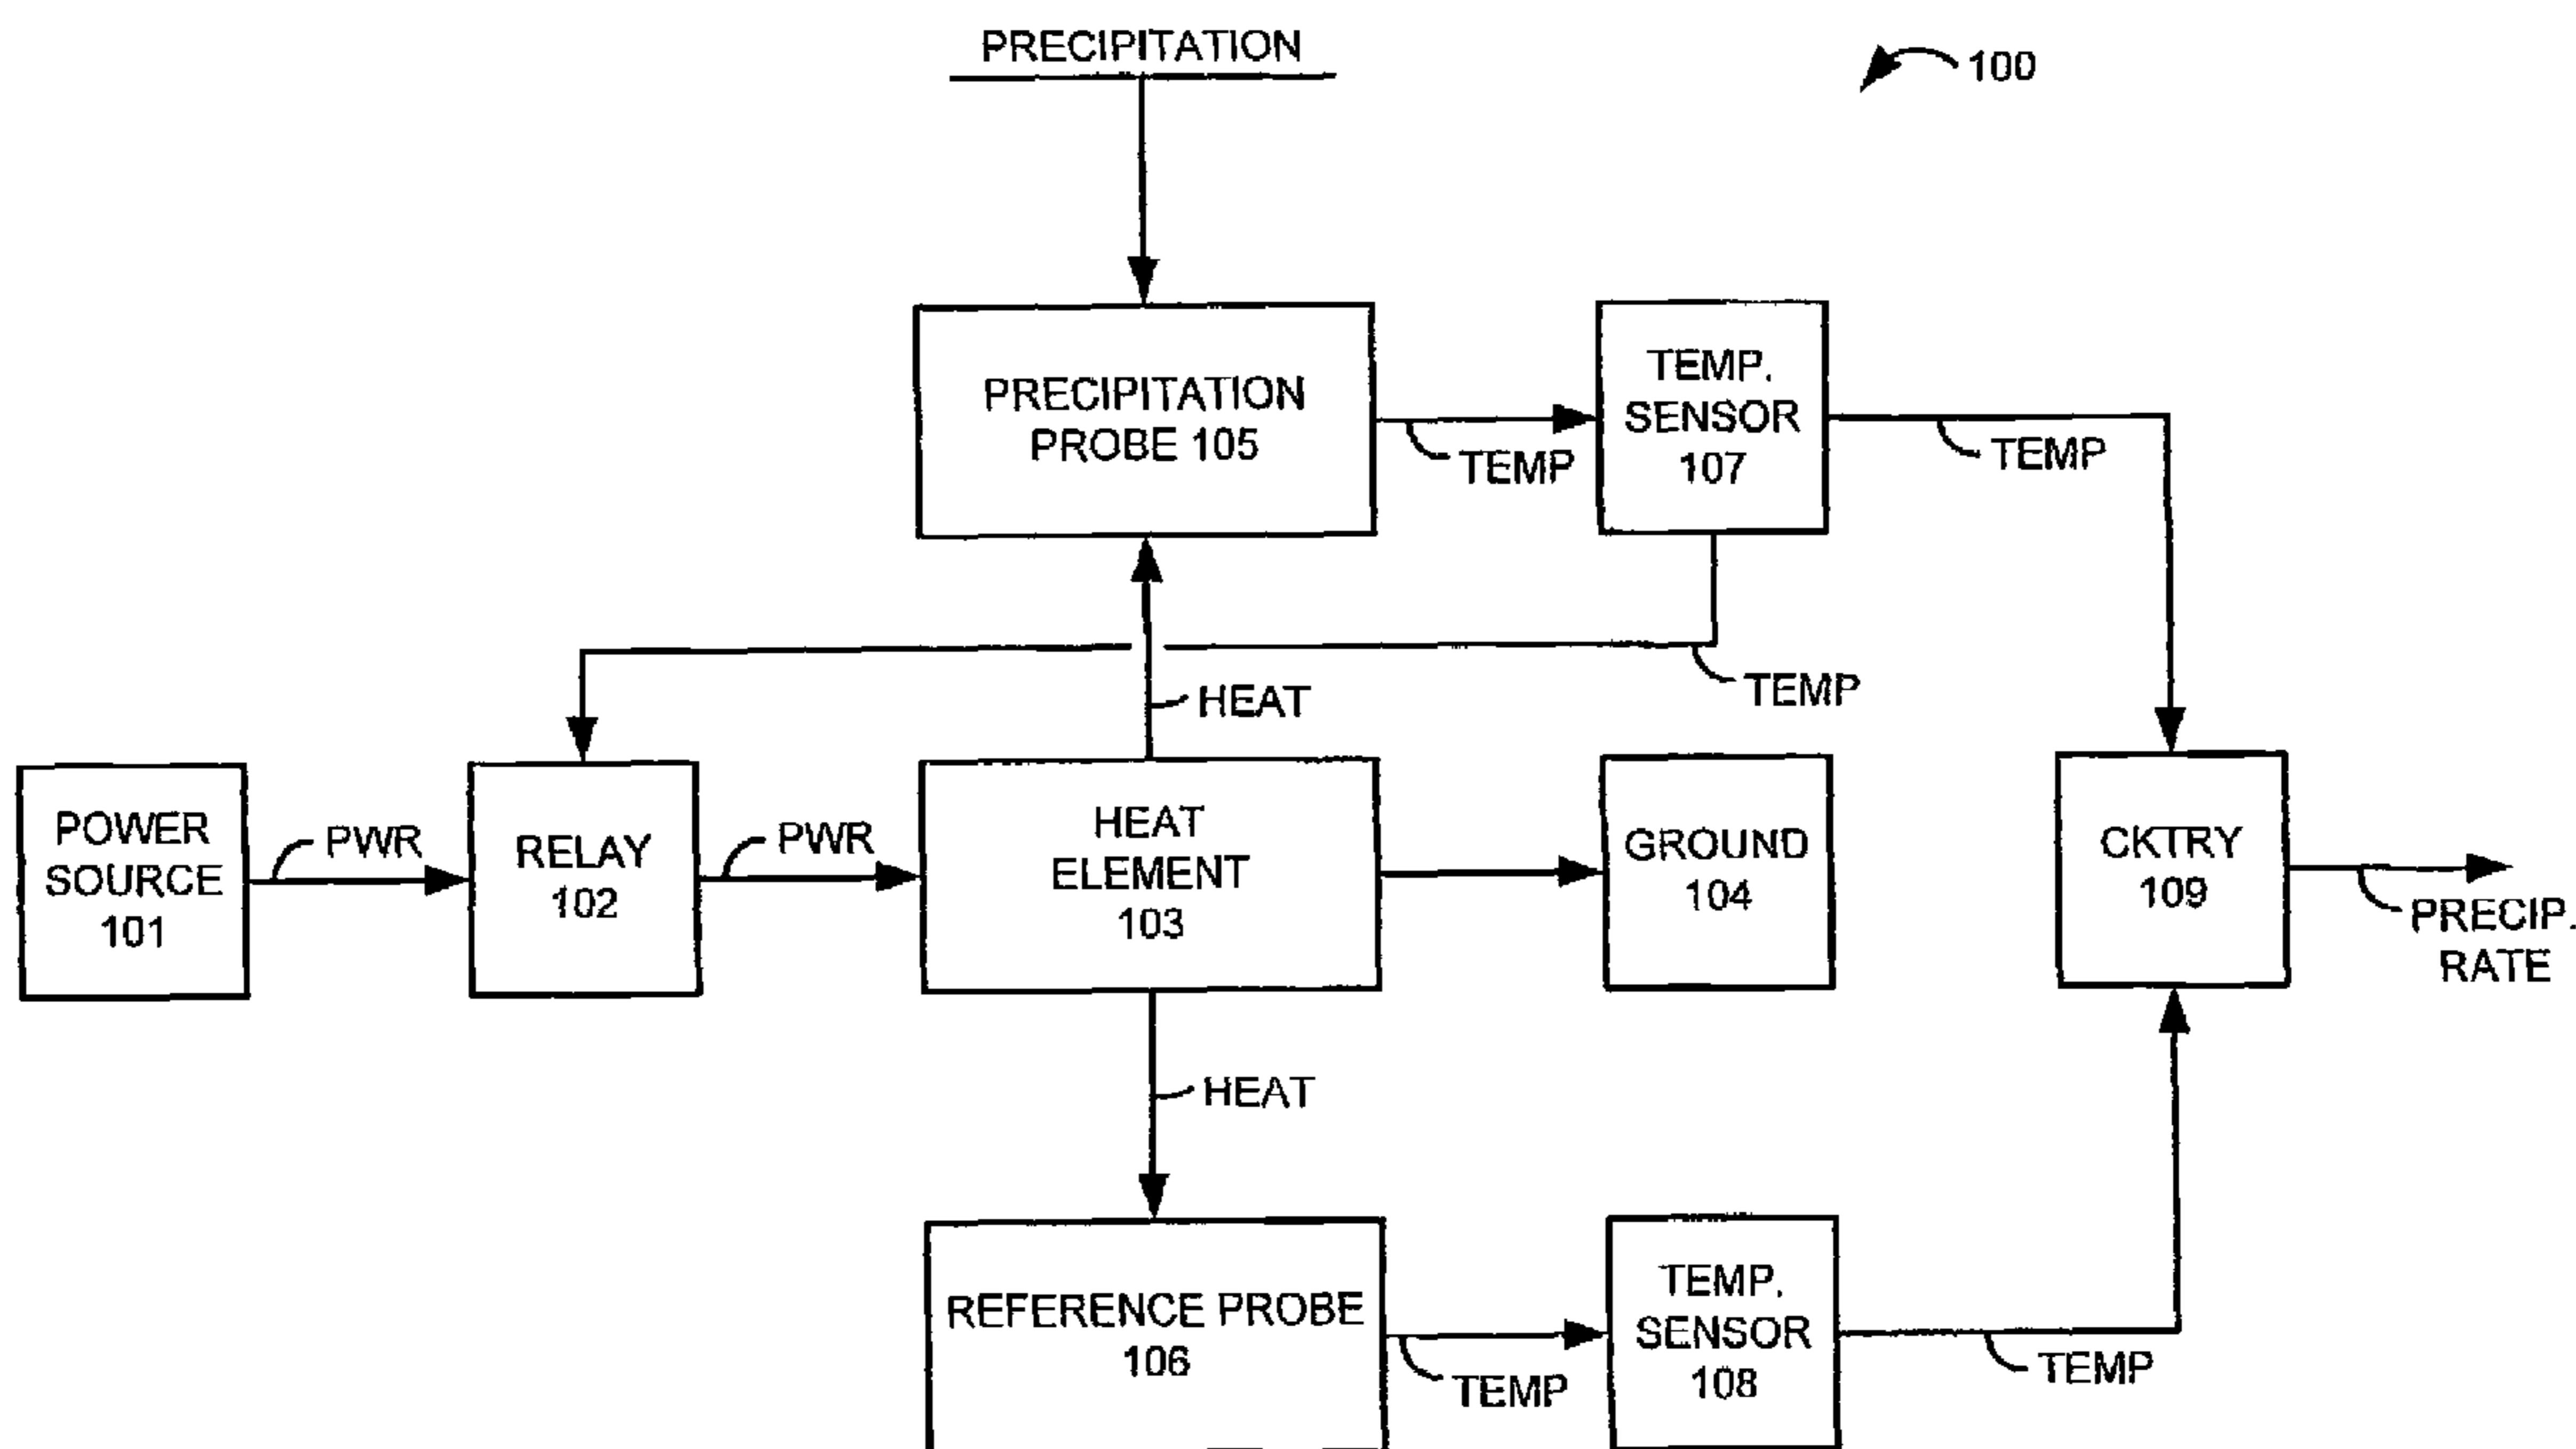 PRECIPITATION
100
PRECIPITATION
PROBE 105
TEMP
TEMP.
SENSOR
107
TEMP
TEMP
HEAT
POWER
SOURCE
101
PWR
RELAY
102
PWR
HEAT
ELEMENT
103
GROUND
104
CKTRY
109
PRECIP.
RATE
HEAT
REFERENCE PROBE
106
TEMP
TEMP.
SENSOR
108
TEMP